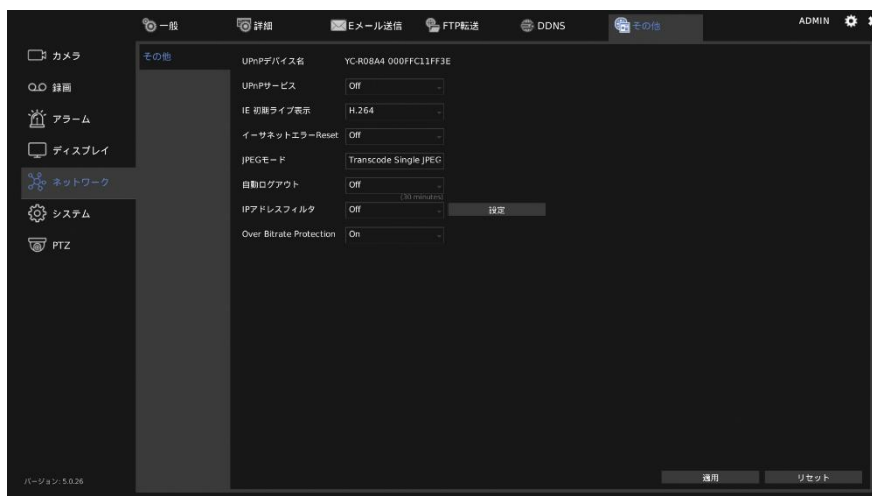 一般 詳細 Eメール送信 FTP転送 DDNS その他 ADMIN
カメラ
録画
アラーム
ディスプレイ
ネットワーク
システム
PTZ
その他
UPnPデバイス名 YC-R08A4 000FFC11FF3E
UPnPサービス Off
IE 初期ライブ表示 H.264
イーサネットエラーReset Off
JPEGモード Transcode Single JPEG
自動ログアウト Off
(30 minutes)
IPアドレスフィルタ Off 設定
Over Bitrate Protection On
バージョン: 5.0.26
適用 リセット